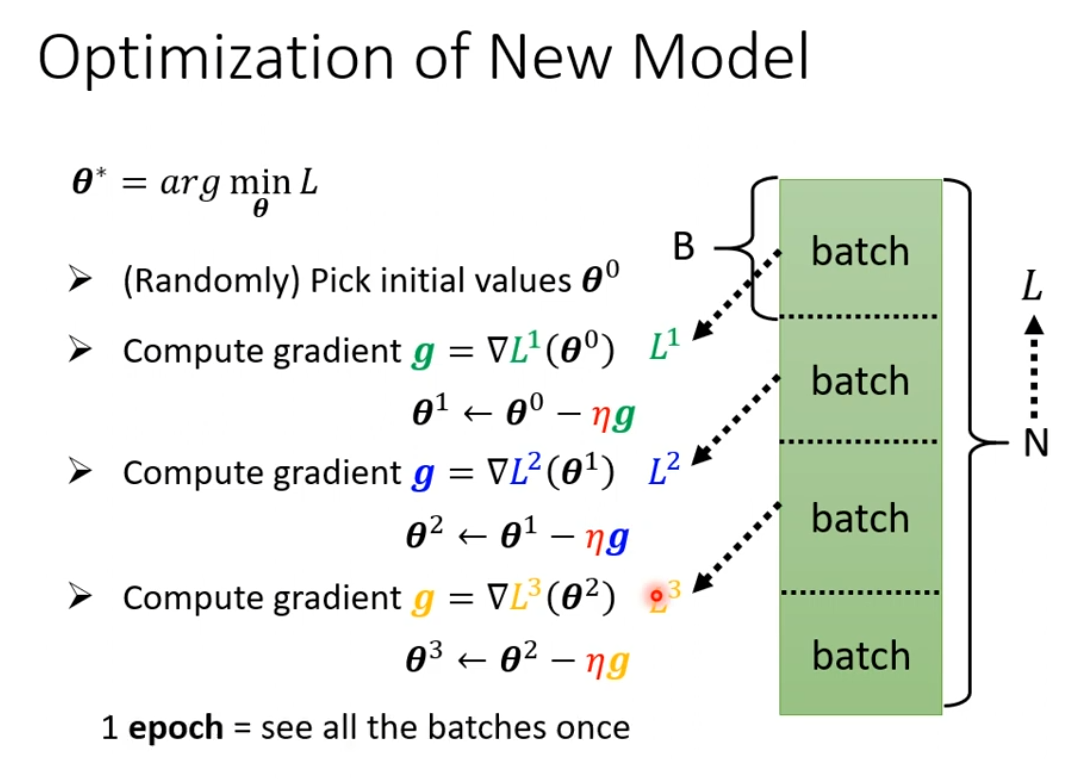 Optimization of New Model
θ* = arg min L
θ
➢ (Randomly) Pick initial values θ⁰
➢ Compute gradient g = ∇L¹(θ⁰) L¹
θ¹ ← θ⁰ − ηg
➢ Compute gradient g = ∇L²(θ¹) L²
θ² ← θ¹ − ηg
➢ Compute gradient g = ∇L³(θ²) L³
θ³ ← θ² − ηg
1 epoch = see all the batches once
B
batch
batch
batch
batch
L
N